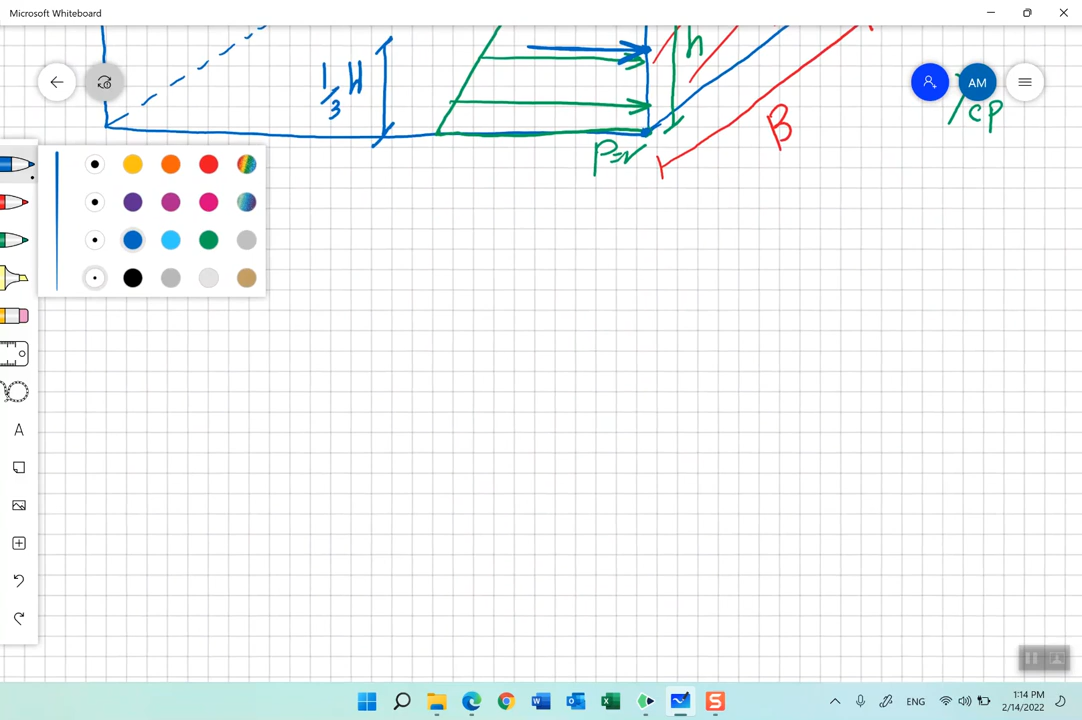 Microsoft Whiteboard
h
1/3 H
AM
CP
B
A
ENG
1:14 PM
2/14/2022